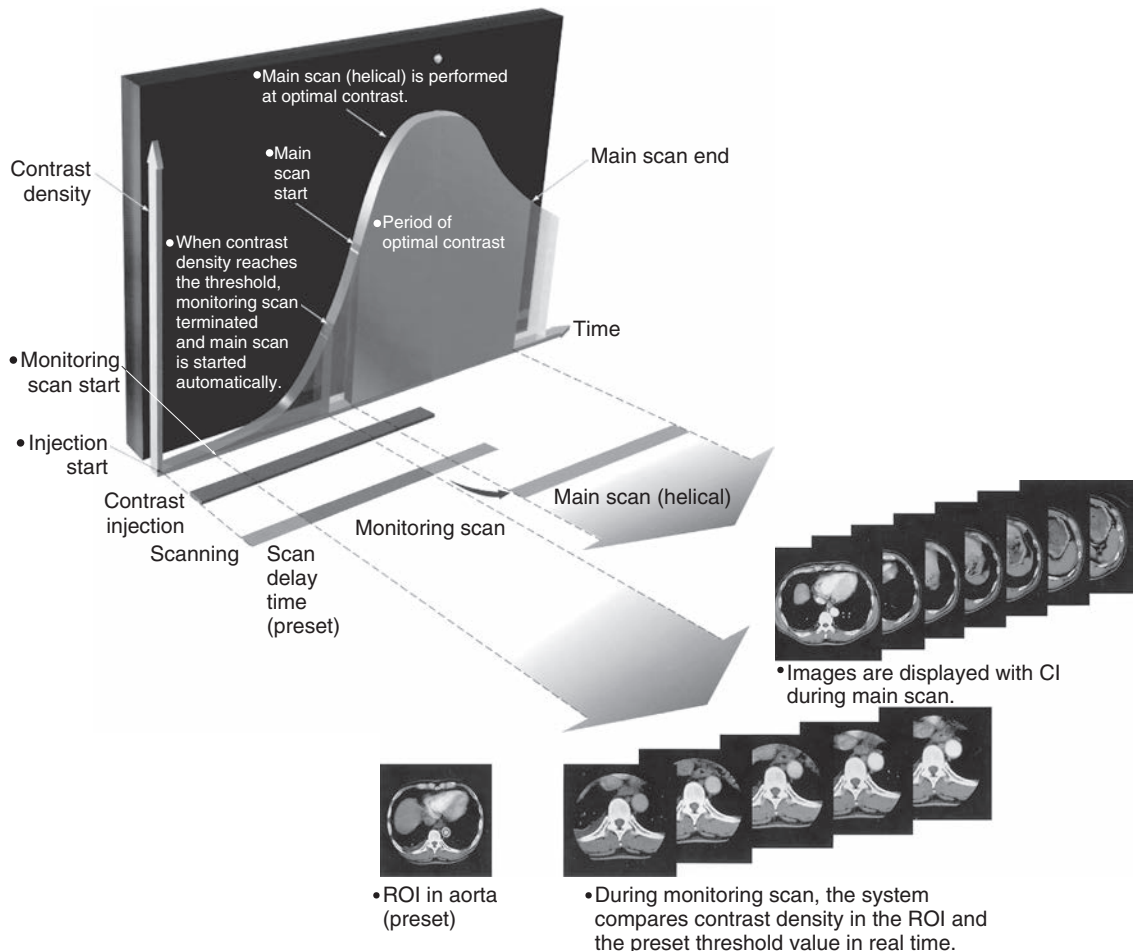 •Main scan (helical) is performed
at optimal contrast.
•Main
scan
start
Contrast
density
Main scan end
•Period of
optimal contrast
•When contrast
density reaches
the threshold,
monitoring scan
terminated
and main scan
is started
automatically.
Time
•Monitoring
scan start
•Injection
start
Contrast
injection
Main scan (helical)
Monitoring scan
Scanning
Scan
delay
time
(preset)
•Images are displayed with CI
during main scan.
•ROI in aorta
(preset)
•During monitoring scan, the system
compares contrast density in the ROI and
the preset threshold value in real time.